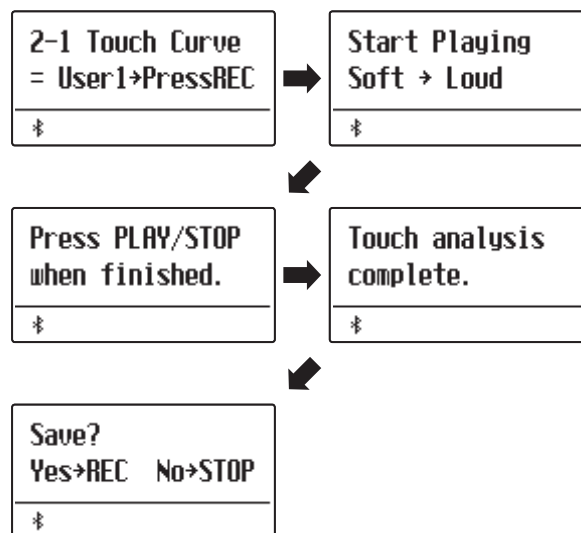 2-1 Touch Curve
= User1→PressREC
Start Playing
Soft → Loud
Press PLAY/STOP
when finished.
Touch analysis
complete.
Save?
Yes→REC No→STOP